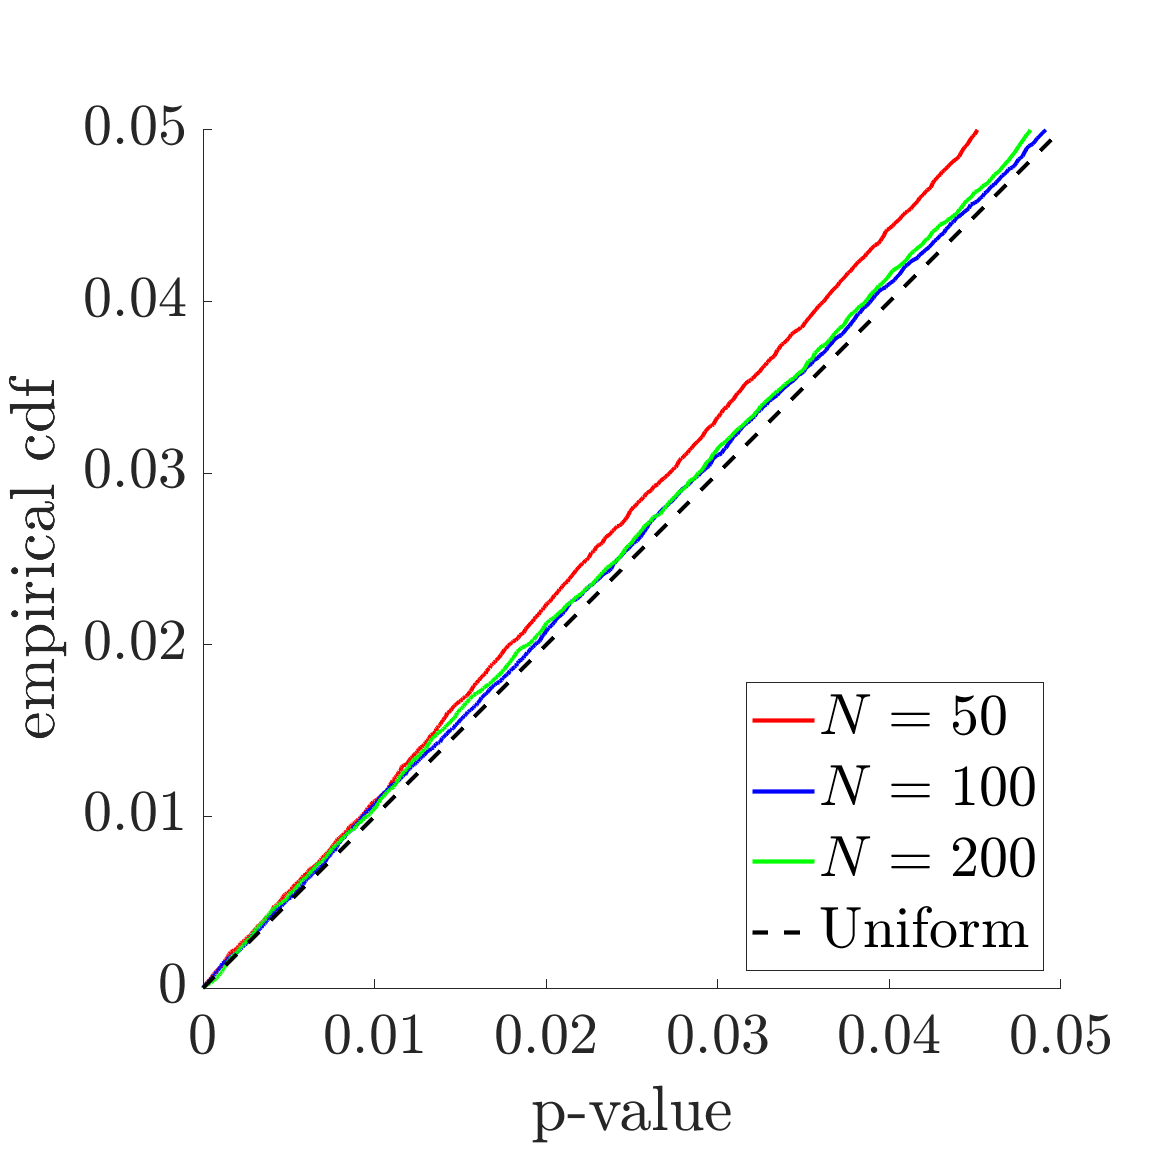 0.05
0.04
0.03
0.02
0.01
0
empirical cdf
N = 50
N = 100
N = 200
Uniform
0 0.01 0.02 0.03 0.04 0.05
p-value